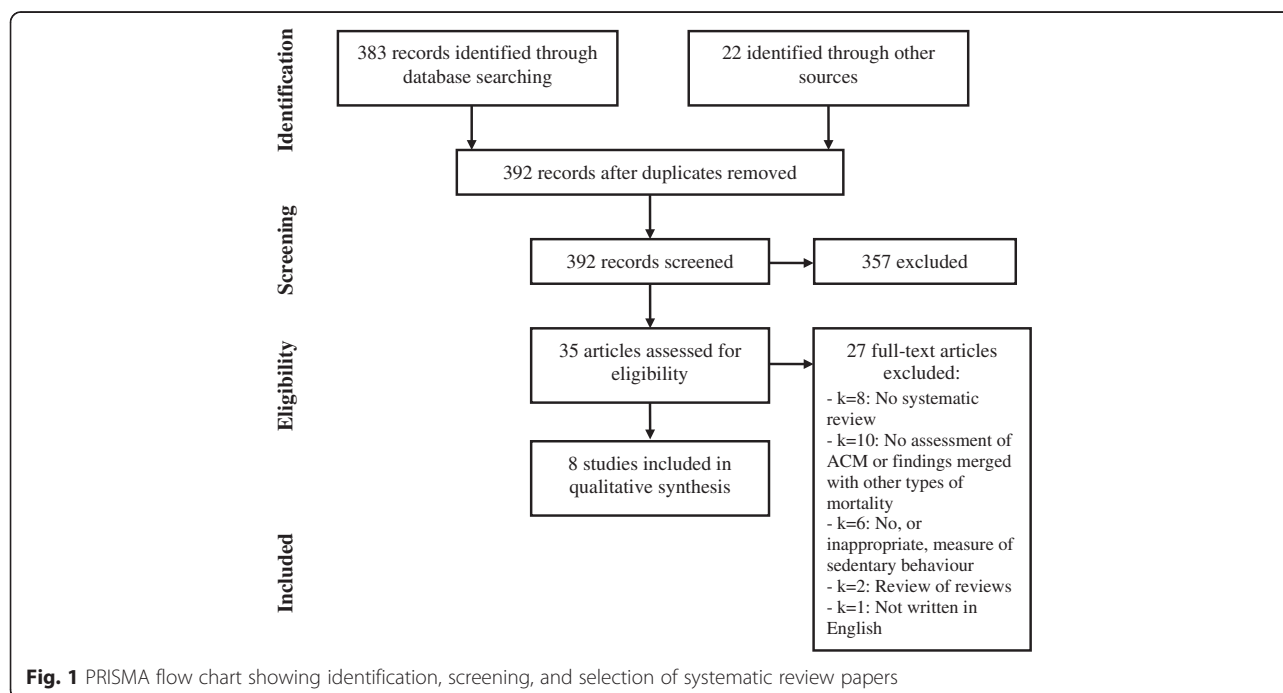 Identification
383 records identified through
database searching
22 identified through other
sources
392 records after duplicates removed
Screening
392 records screened
357 excluded
Eligibility
35 articles assessed for
eligibility
27 full-text articles
excluded:
- k=8: No systematic
review
- k=10: No assessment of
ACM or findings merged
with other types of
mortality
- k=6: No, or
inappropriate, measure of
sedentary behaviour
- k=2: Review of reviews
- k=1: Not written in
English
Included
8 studies included in
qualitative synthesis
Fig. 1 PRISMA flow chart showing identification, screening, and selection of systematic review papers